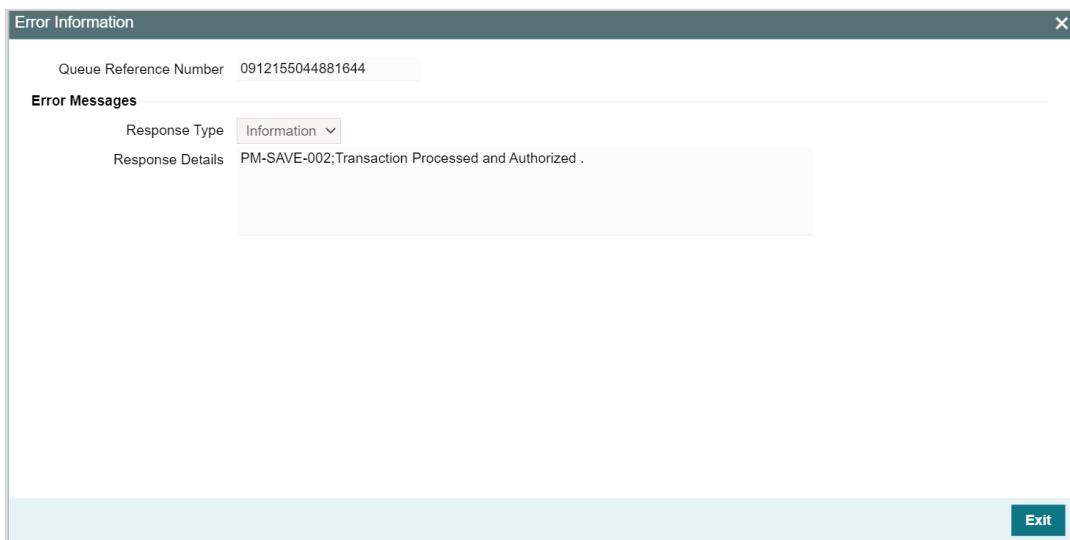 Error Information
Queue Reference Number 0912155044881644
Error Messages
Response Type Information
Response Details PM-SAVE-002;Transaction Processed and Authorized .
Exit